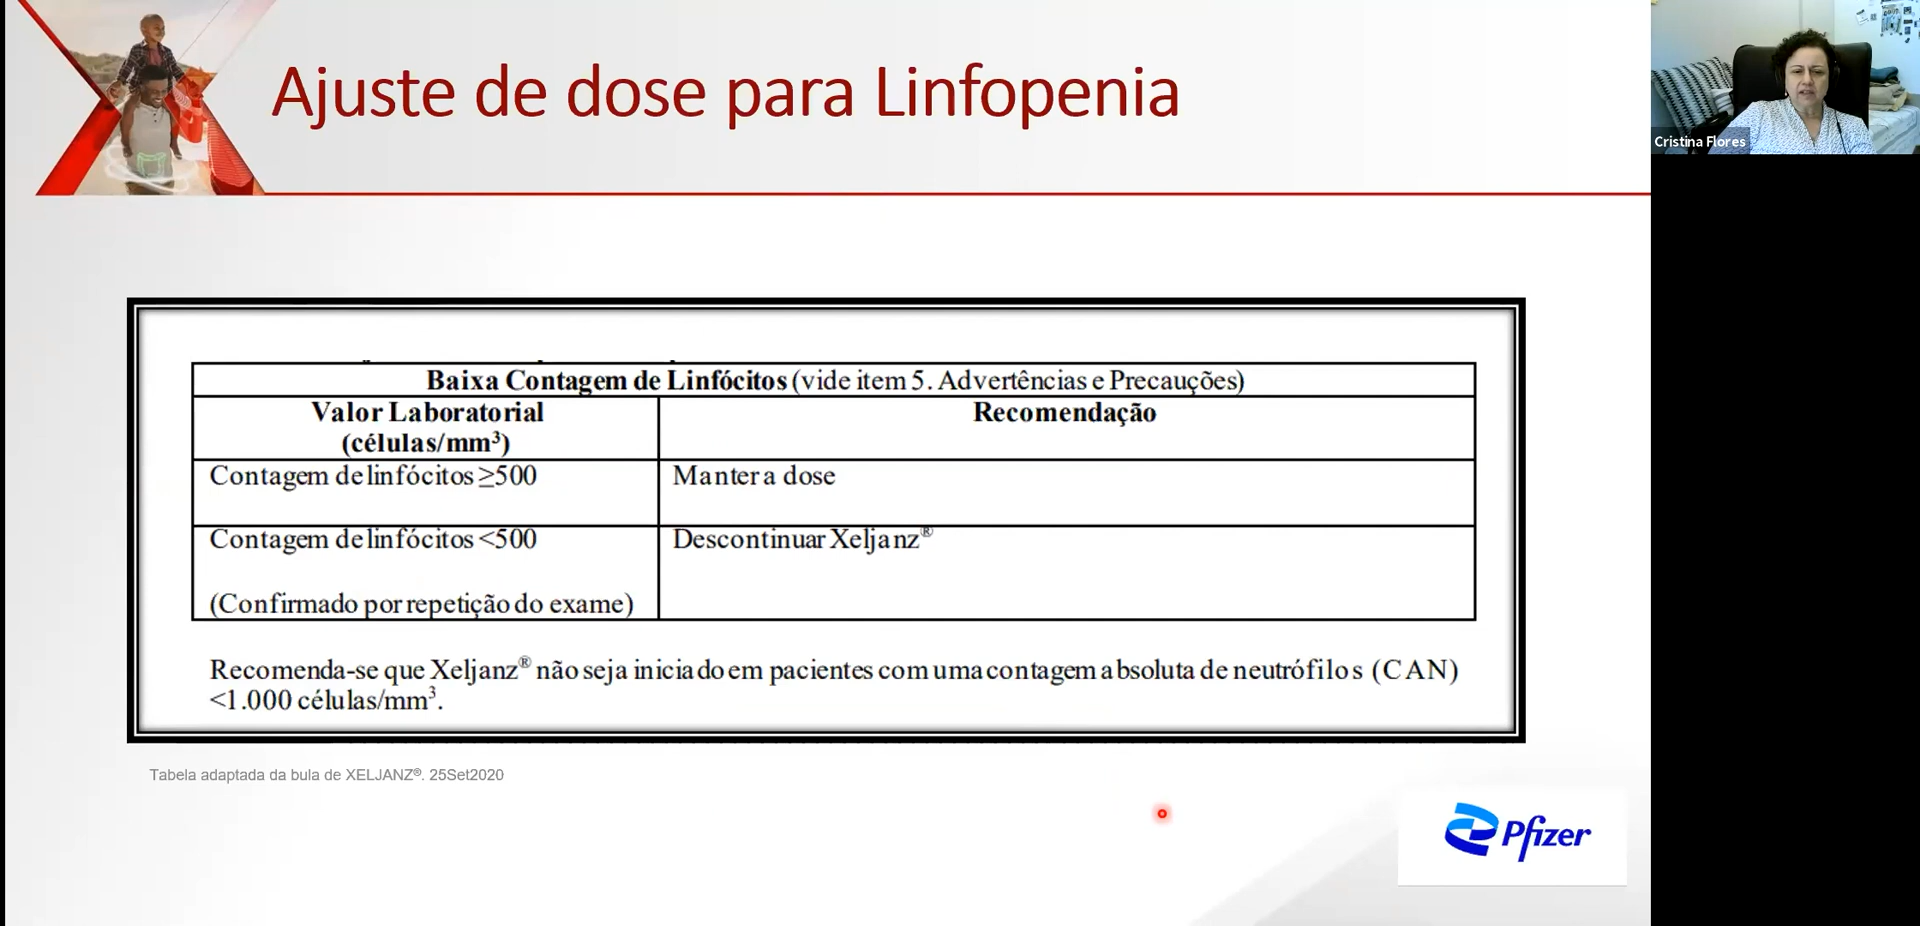 Ajuste de dose para Linfopenia
Cristina Flores
Baixa Contagem de Linfócitos (vide item 5. Advertências e Precauções)
Valor Laboratorial
(células/mm³)
Recomendação
Contagem de linfócitos ≥500
Manter a dose
Contagem de linfócitos <500
Descontinuar Xeljanz®
(Confirmado por repetição do exame)
Recomenda-se que Xeljanz® não seja iniciado em pacientes com uma contagem absoluta de neutrófilos (CAN)
<1.000 células/mm³.
Tabela adaptada da bula de XELJANZ®. 25Set2020
Pfizer